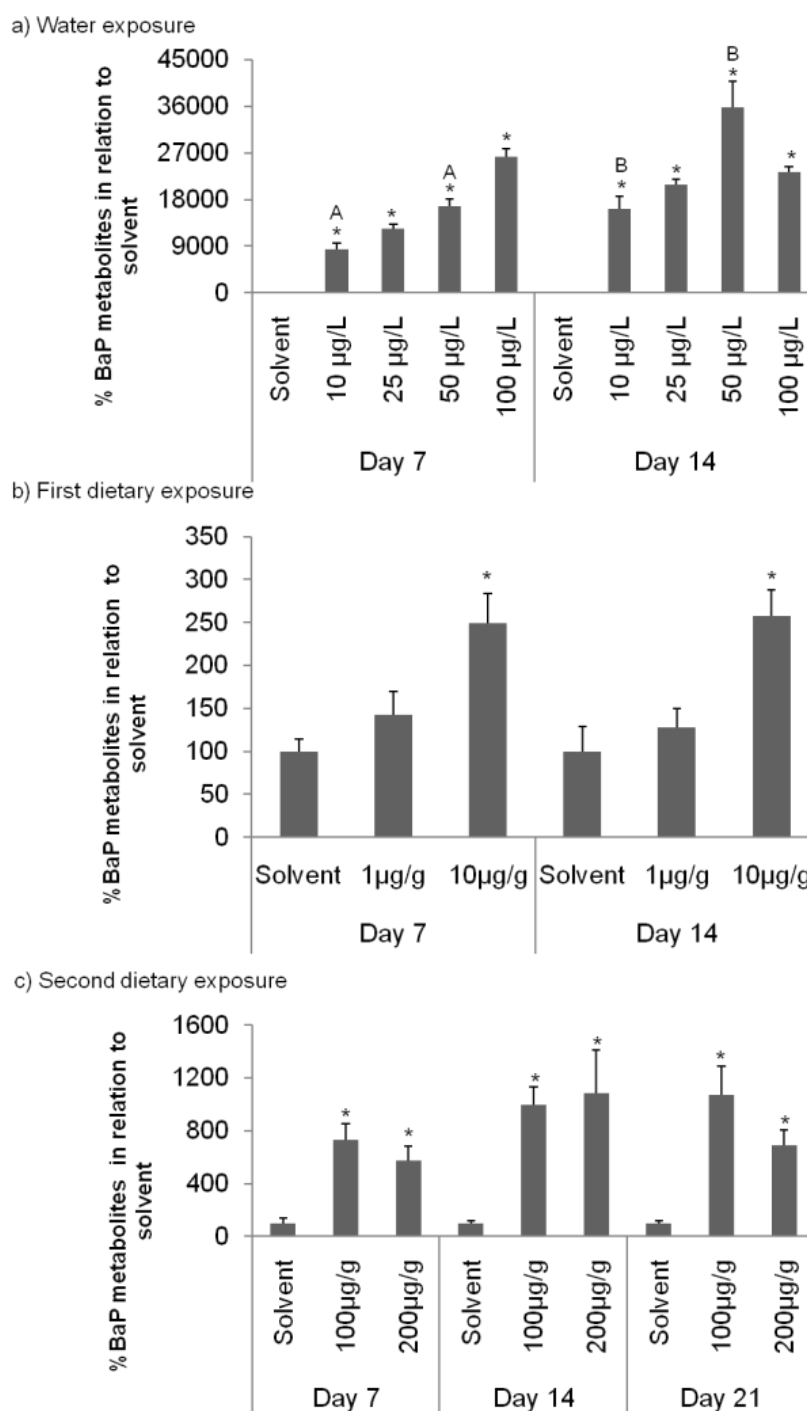 a) Water exposure
% BaP metabolites in relation to
solvent
45000
36000
27000
18000
9000
0
A
*
*
A
*
*
B
*
*
B
*
*
Solvent
10 µg/L
25 µg/L
50 µg/L
100 µg/L
Solvent
10 µg/L
25 µg/L
50 µg/L
100 µg/L
Day 7
Day 14
b) First dietary exposure
% BaP metabolites in relation to
solvent
350
300
250
200
150
100
50
0
*
*
Solvent 1µg/g 10µg/g Solvent 1µg/g 10µg/g
Day 7
Day 14
c) Second dietary exposure
% BaP metabolites in relation to
solvent
1600
1200
800
400
0
*
*
*
*
*
*
Solvent
100µg/g
200µg/g
Solvent
100µg/g
200µg/g
Solvent
100µg/g
200µg/g
Day 7
Day 14
Day 21